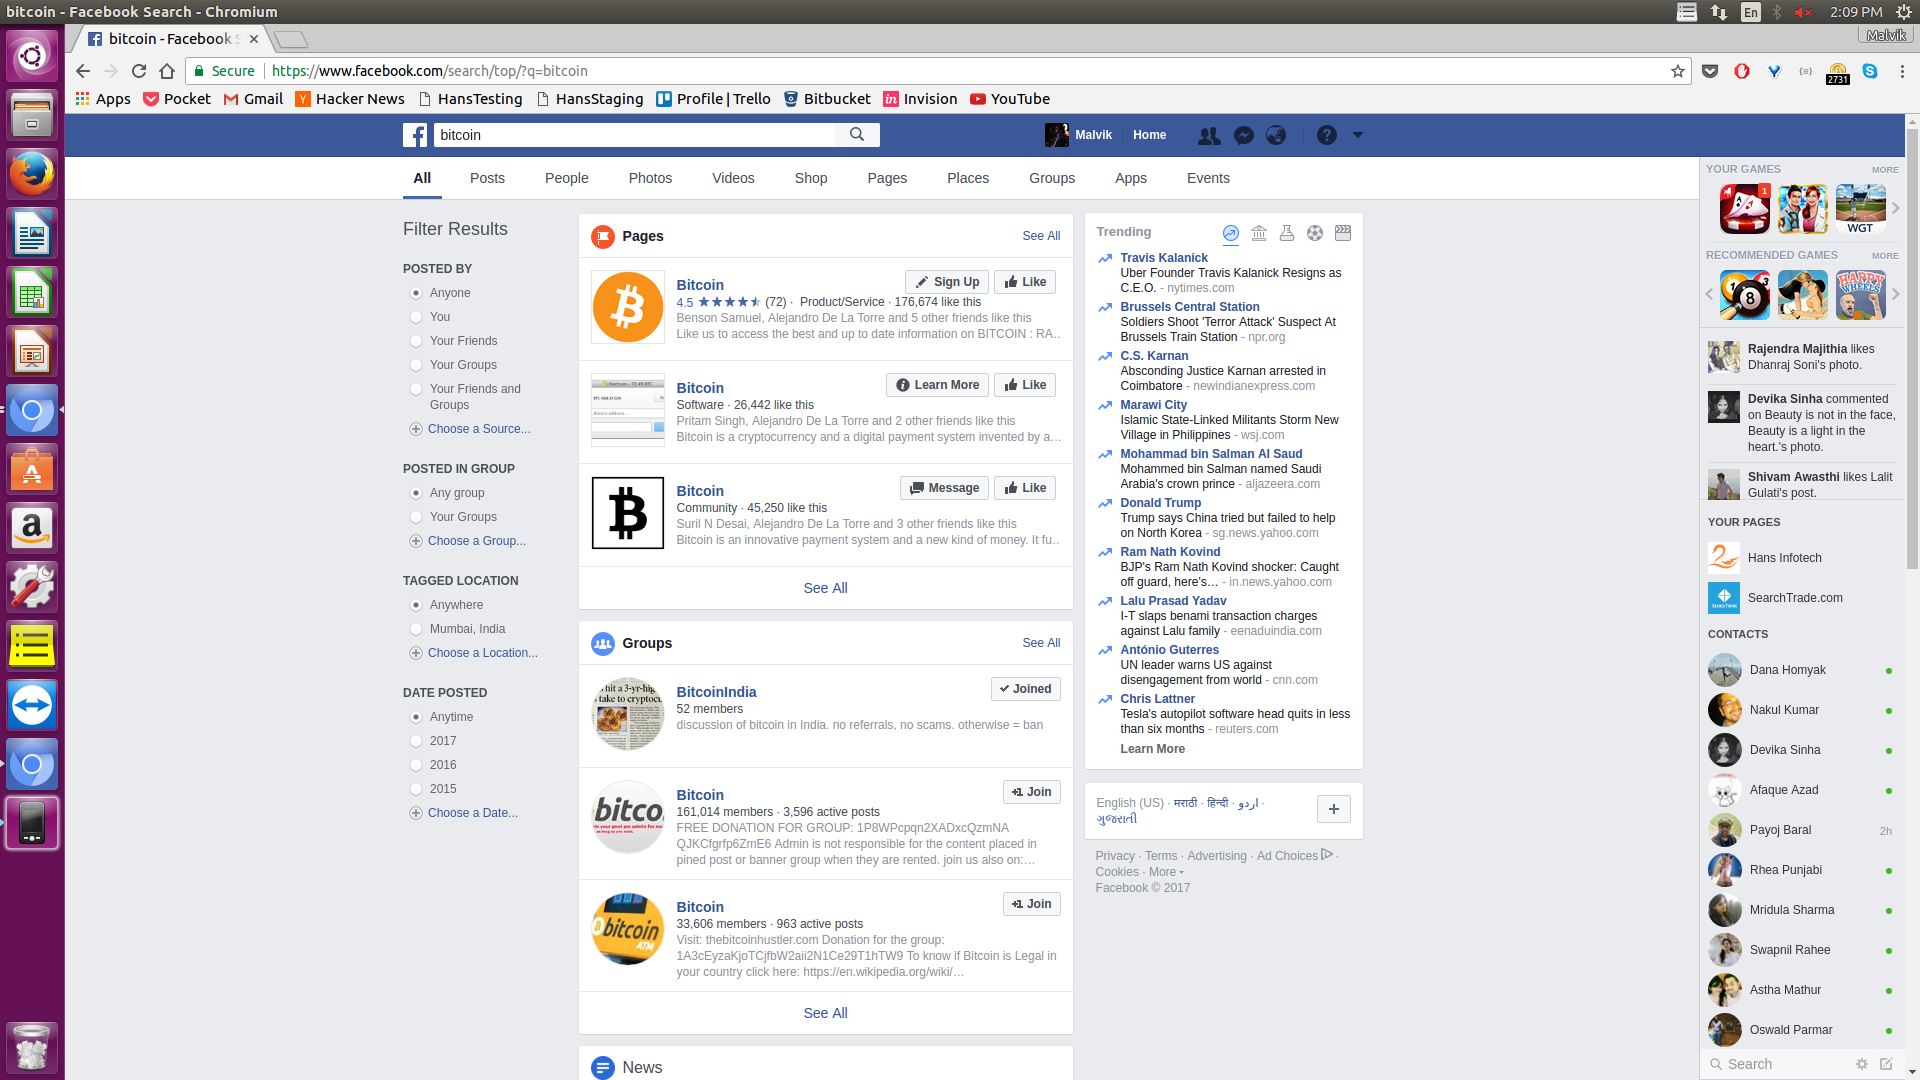 bitcoin - Facebook Search - Chromium
En
2:09 PM
bitcoin - Facebook S
Malvik
Secure
https://www.facebook.com/search/top/?q=bitcoin
2731
Apps
Pocket
Gmail
Hacker News
HansTesting
HansStaging
Profile | Trello
Bitbucket
Invision
YouTube
bitcoin
Malvik
Home
All
Posts
People
Photos
Videos
Shop
Pages
Places
Groups
Apps
Events
Filter Results
POSTED BY
Anyone
You
Your Friends
Your Groups
Your Friends and
Groups
Choose a Source...
POSTED IN GROUP
Any group
Your Groups
Choose a Group...
TAGGED LOCATION
Anywhere
Mumbai, India
Choose a Location...
DATE POSTED
Anytime
2017
2016
2015
Choose a Date...
Pages
See All
Bitcoin
Sign Up
Like
4.5 ★★★★★ (72) · Product/Service · 176,674 like this
Benson Samuel, Alejandro De La Torre and 5 other friends like this
Like us to access the best and up to date information on BITCOIN : RA...
Bitcoin
Learn More
Like
Software · 26,442 like this
Pritam Singh, Alejandro De La Torre and 2 other friends like this
Bitcoin is a cryptocurrency and a digital payment system invented by a...
Bitcoin
Message
Like
Community · 45,250 like this
Suril N Desai, Alejandro De La Torre and 3 other friends like this
Bitcoin is an innovative payment system and a new kind of money. It fu...
See All
Groups
See All
BitcoinIndia
Joined
52 members
discussion of bitcoin in India. no referrals, no scams. otherwise = ban
Bitcoin
+1 Join
161,014 members · 3,596 active posts
FREE DONATION FOR GROUP: 1P8WPcpqn2XADxcQzmNA
QJKCfgrfp6ZmE6 Admin is not responsible for the content placed in
pined post or banner group when they are rented. join us also on:...
Bitcoin
+1 Join
33,606 members · 963 active posts
Visit: thebitcoinhustler.com Donation for the group:
1A3cEyzaKjoTCjfbW2aii2N1Ce29T1hTW9 To know if Bitcoin is Legal in
your country click here: https://en.wikipedia.org/wiki/...
See All
News
Trending
Travis Kalanick
Uber Founder Travis Kalanick Resigns as
C.E.O. - nytimes.com
Brussels Central Station
Soldiers Shoot 'Terror Attack' Suspect At
Brussels Train Station - npr.org
C.S. Karnan
Absconding Justice Karnan arrested in
Coimbatore - newindianexpress.com
Marawi City
Islamic State-Linked Militants Storm New
Village in Philippines - wsj.com
Mohammad bin Salman Al Saud
Mohammed bin Salman named Saudi
Arabia's crown prince - aljazeera.com
Donald Trump
Trump says China tried but failed to help
on North Korea - sg.news.yahoo.com
Ram Nath Kovind
BJP's Ram Nath Kovind shocker: Caught
off guard, here's... - in.news.yahoo.com
Lalu Prasad Yadav
I-T slaps benami transaction charges
against Lalu family - eenaduindia.com
António Guterres
UN leader warns US against
disengagement from world - cnn.com
Chris Lattner
Tesla's autopilot software head quits in less
than six months - reuters.com
Learn More
English (US) · मराठी · हिन्दी · اردو ·
ગુજરાતી
Privacy · Terms · Advertising · Ad Choices ·
Cookies · More
Facebook © 2017
YOUR GAMES
MORE
1
WGT
RECOMMENDED GAMES
MORE
8
HAPPY
WHEELS
Rajendra Majithia likes
Dhanraj Soni's photo.
Devika Sinha commented
on Beauty is not in the face,
Beauty is a light in the
heart.'s photo.
Shivam Awasthi likes Lalit
Gulati's post.
YOUR PAGES
Hans Infotech
SearchTrade.com
CONTACTS
Dana Homyak
Nakul Kumar
Devika Sinha
Afaque Azad
Payoj Baral
2h
Rhea Punjabi
Mridula Sharma
Swapnil Rahee
Astha Mathur
Oswald Parmar
Search